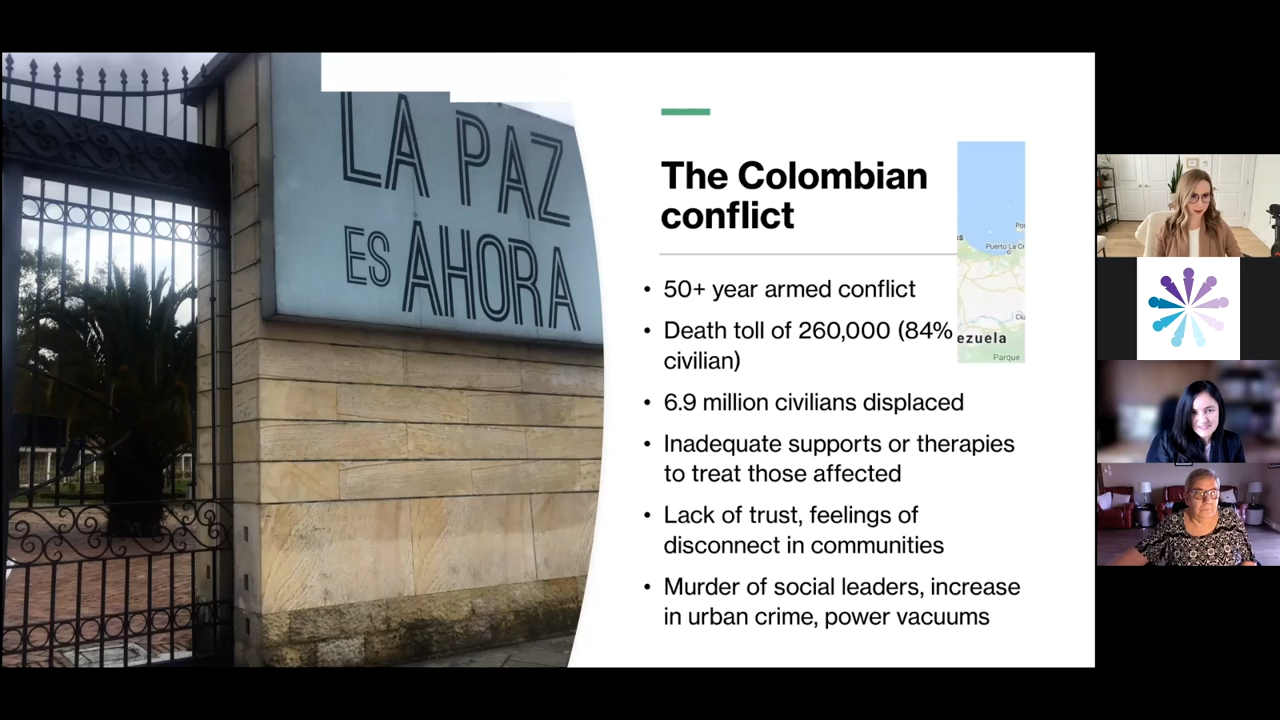 LA PAZ
ES AHORA
The Colombian
conflict
• 50+ year armed conflict
• Death toll of 260,000 (84%
civilian)
• 6.9 million civilians displaced
• Inadequate supports or therapies
to treat those affected
• Lack of trust, feelings of
disconnect in communities
• Murder of social leaders, increase
in urban crime, power vacuums
Puerto La Cr
ezuela
Parque